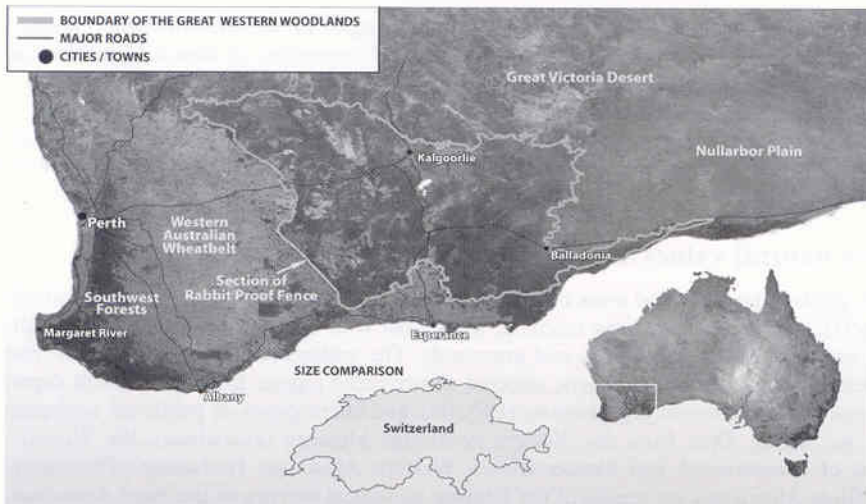 BOUNDARY OF THE GREAT WESTERN WOODLANDS
MAJOR ROADS
CITIES / TOWNS
Great Victoria Desert
Nullarbor Plain
Kalgoorlie
Perth
Western
Australian
Wheatbelt
Balladonia
Section of
Rabbit Proof Fence
Southwest
Forests
Margaret River
Esperance
Albany
SIZE COMPARISON
Switzerland